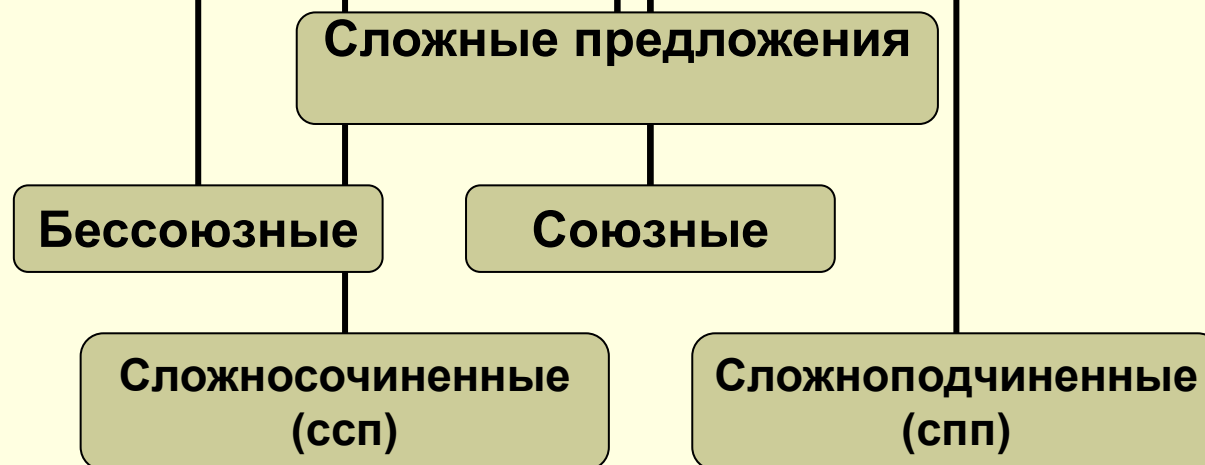 Сложные предложения
Бессоюзные
Союзные
Сложносочиненные
(ссп)
Сложноподчиненные
(спп)